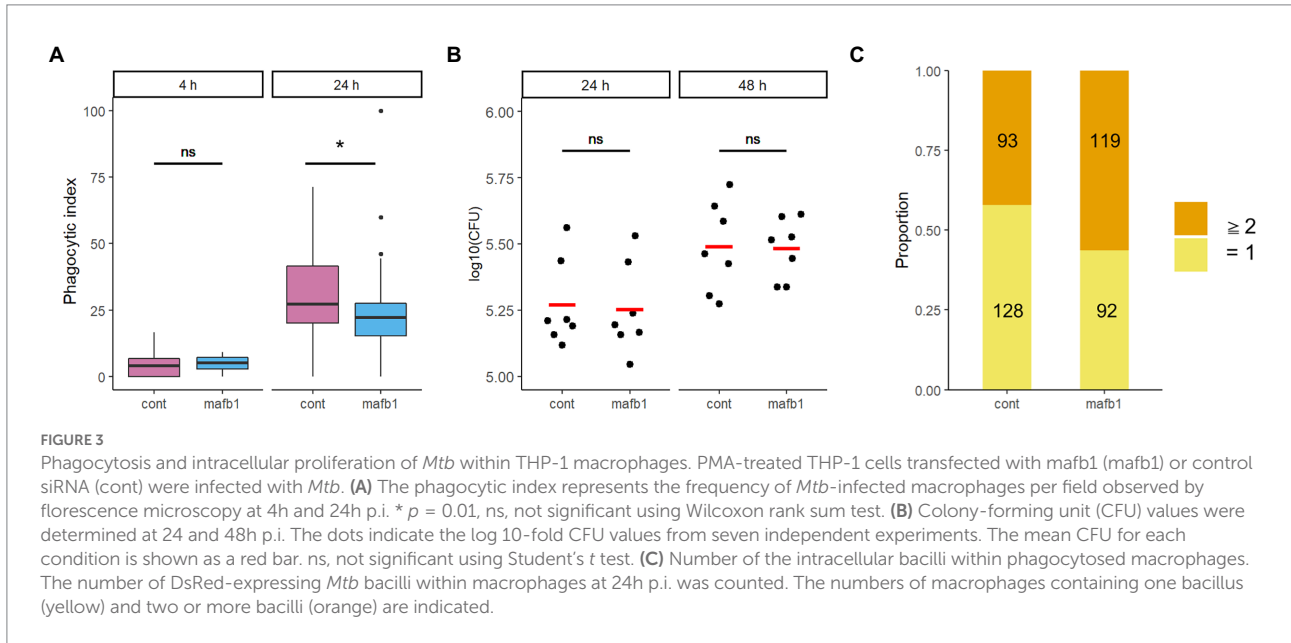 A
B
C
4 h
24 h
24 h
48 h
100
75
50
25
0
Phagocytic index
ns
*
cont
mafb1
cont
mafb1
6.00
5.75
5.50
5.25
5.00
log10(CFU)
ns
ns
cont
mafb1
cont
mafb1
1.00
0.75
0.50
0.25
0.00
Proportion
93
119
128
92
cont
mafb1
≧ 2
= 1
FIGURE 3
Phagocytosis and intracellular proliferation of Mtb within THP-1 macrophages. PMA-treated THP-1 cells transfected with mafb1 (mafb1) or control
siRNA (cont) were infected with Mtb. (A) The phagocytic index represents the frequency of Mtb-infected macrophages per field observed by
florescence microscopy at 4h and 24h p.i. * p = 0.01, ns, not significant using Wilcoxon rank sum test. (B) Colony-forming unit (CFU) values were
determined at 24 and 48h p.i. The dots indicate the log 10-fold CFU values from seven independent experiments. The mean CFU for each
condition is shown as a red bar. ns, not significant using Student's t test. (C) Number of the intracellular bacilli within phagocytosed macrophages.
The number of DsRed-expressing Mtb bacilli within macrophages at 24h p.i. was counted. The numbers of macrophages containing one bacillus
(yellow) and two or more bacilli (orange) are indicated.